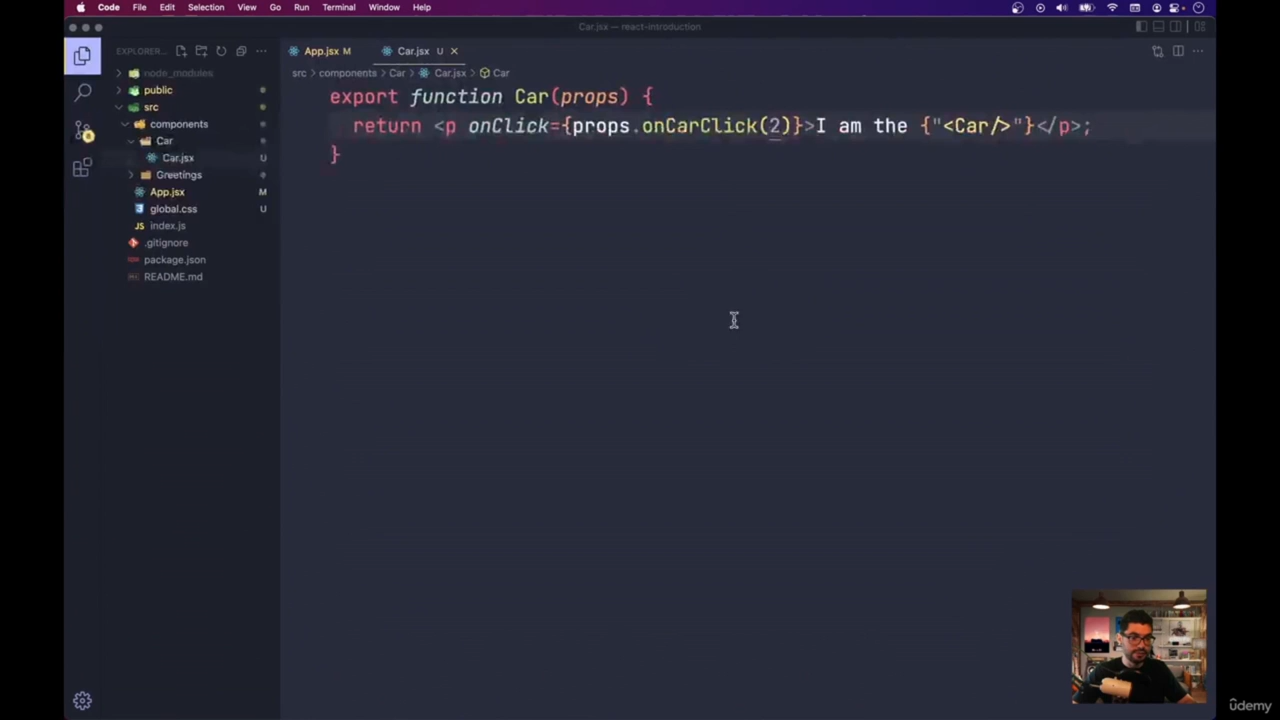 Code File Edit Selection View Go Run Terminal Window Help
Car.jsx — react-introduction
EXPLORER...
App.jsx M
Car.jsx U
src > components > Car > Car.jsx > Car
node_modules
public
src
components
Car
Car.jsx U
Greetings
App.jsx M
global.css U
JS index.js
.gitignore
package.json
README.md
export function Car(props) {
return <p onClick={props.onCarClick(2)}>I am the {"<Car/>"}</p>;
}
udemy